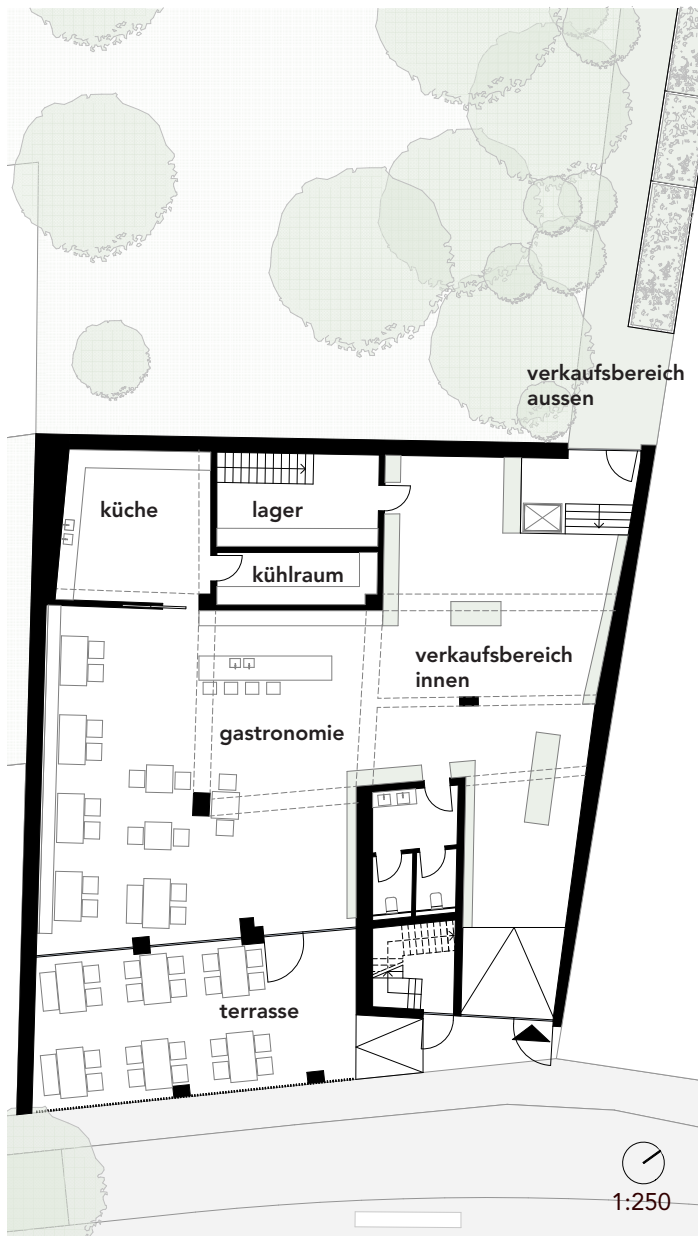 verkaufsbereich
aussen
küche
lager
kühlraum
verkaufsbereich
innen
gastronomie
terrasse
1:250